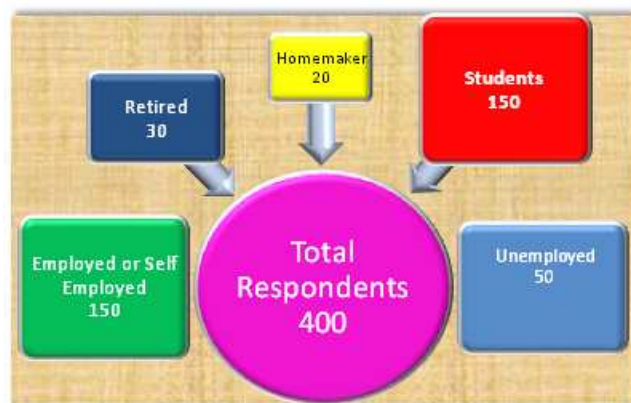 Homemaker
20
Students
150
Retired
30
Employed or Self
Employed
150
Total
Respondents
400
Unemployed
50